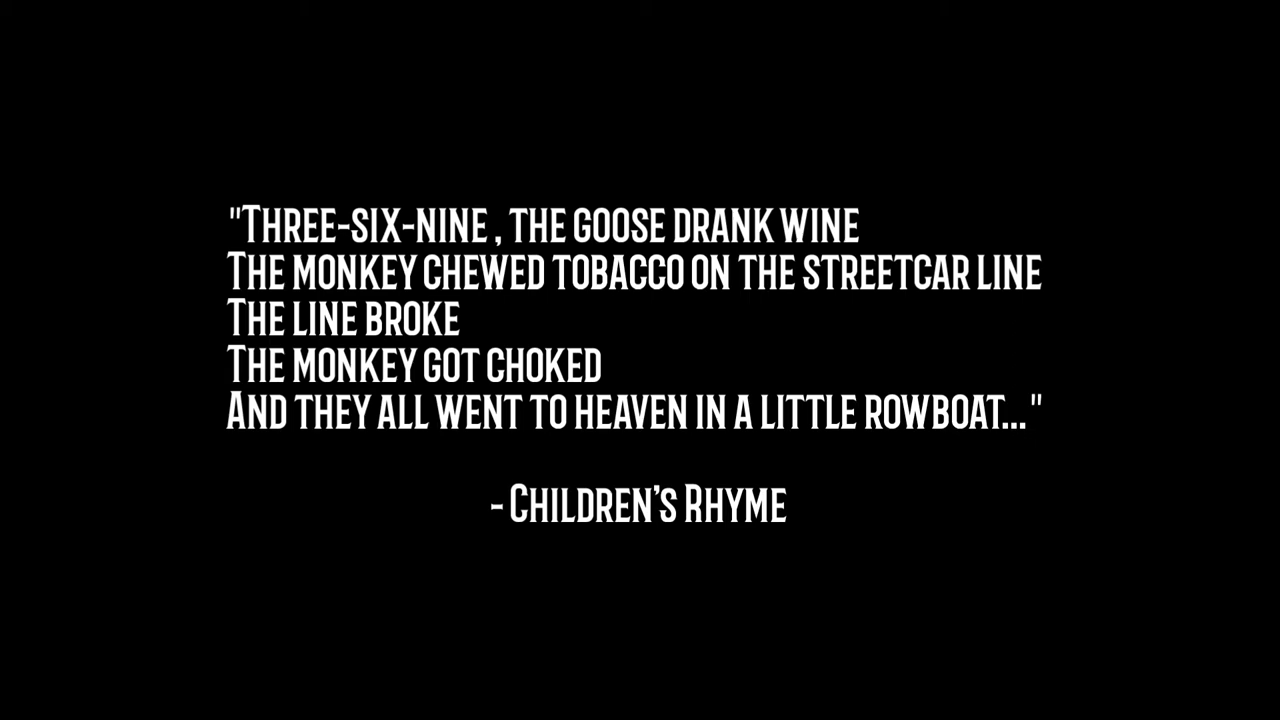 "Three-six-nine , the goose drank wine
The monkey chewed tobacco on the streetcar line
The line broke
The monkey got choked
And they all went to heaven in a little rowboat..."
- Children’s Rhyme